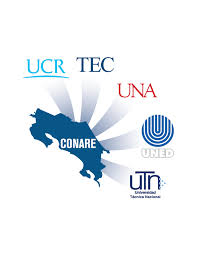 UCR TEC
UNA
CONARE
UNED
UTN
Universidad
Técnica Nacional